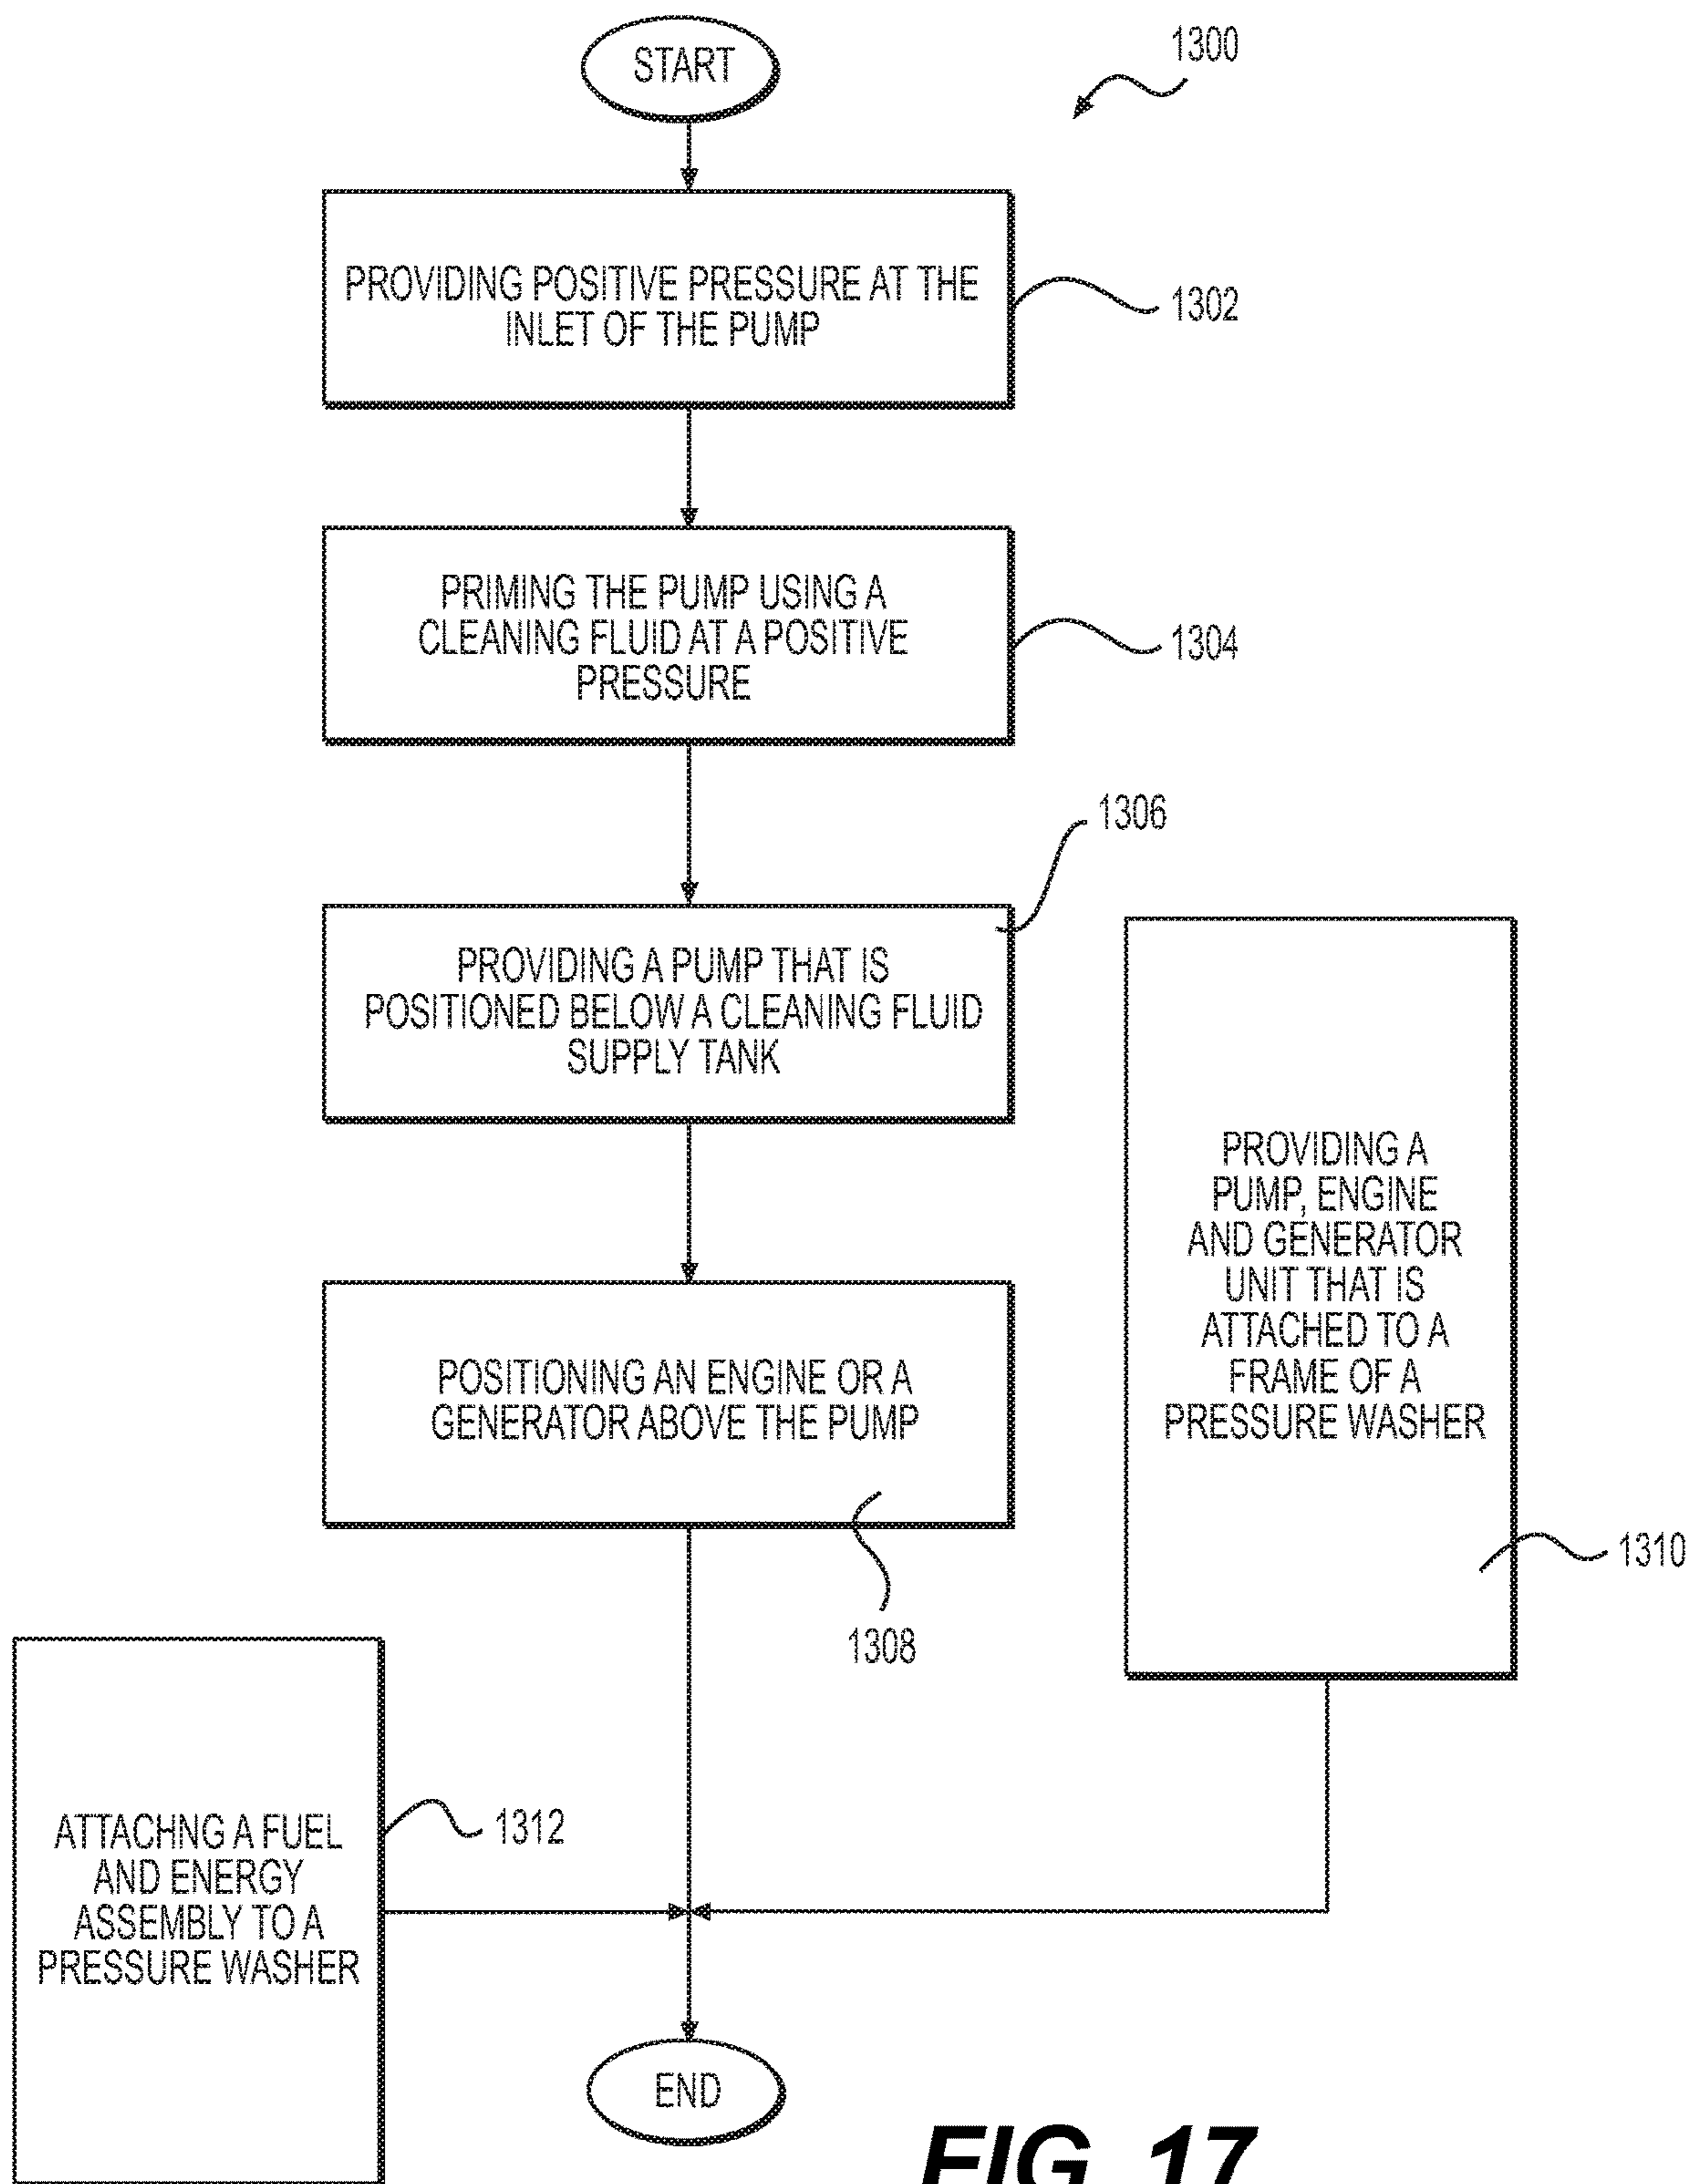 START
1300
PROVIDING POSITIVE PRESSURE AT THE
INLET OF THE PUMP
1302
PRIMING THE PUMP USING A
CLEANING FLUID AT A POSITIVE
PRESSURE
1304
1306
PROVIDING A PUMP THAT IS
POSITIONED BELOW A CLEANING FLUID
SUPPLY TANK
POSITIONING AN ENGINE OR A
GENERATOR ABOVE THE PUMP
1308
PROVIDING A
PUMP, ENGINE
AND GENERATOR
UNIT THAT IS
ATTACHED TO A
FRAME OF A
PRESSURE WASHER
1310
ATTACHNG A FUEL
AND ENERGY
ASSEMBLY TO A
PRESSURE WASHER
1312
END
FIG. 17